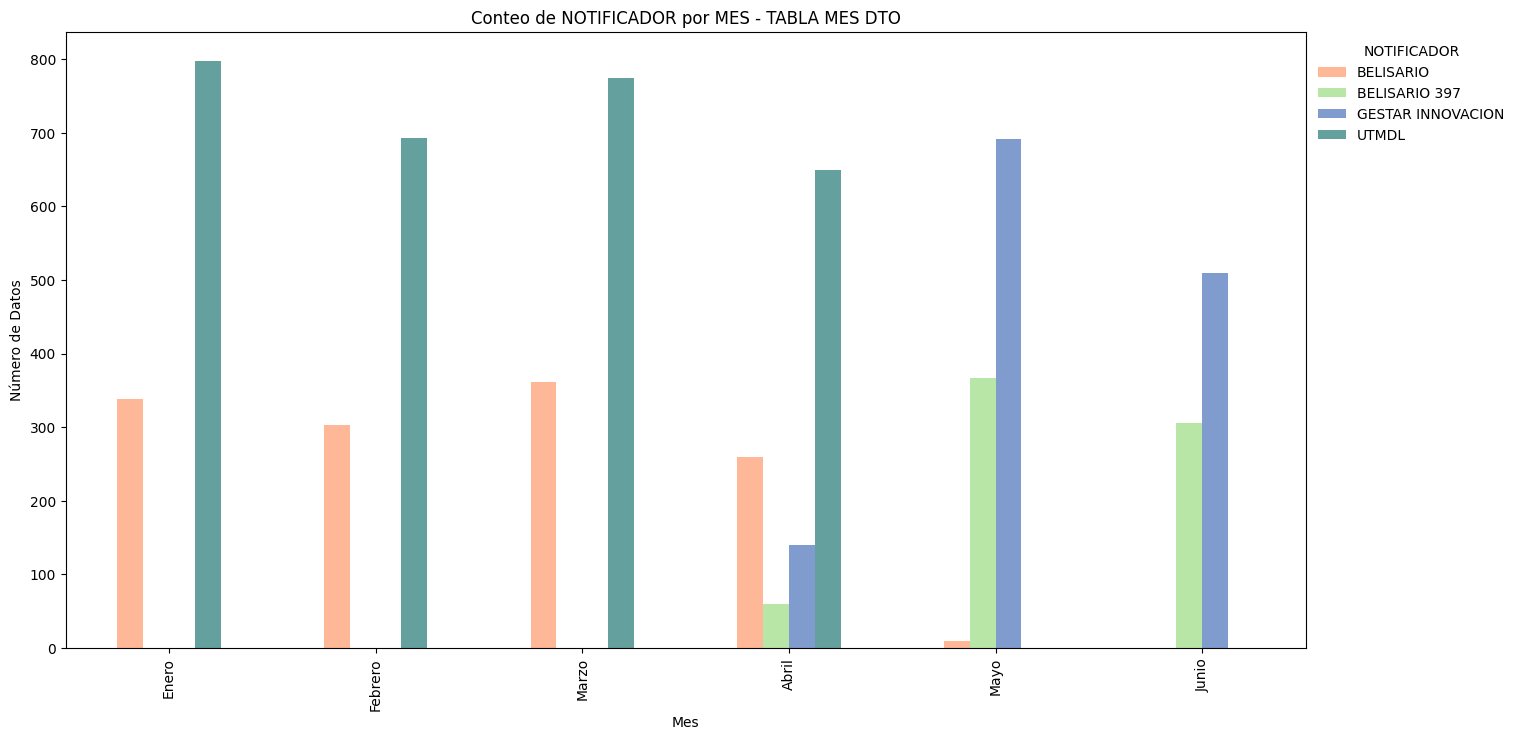 Conteo de NOTIFICADOR por MES - TABLA MES DTO
NOTIFICADOR
BELISARIO
BELISARIO 397
GESTAR INNOVACION
UTMDL
Número de Datos
800
700
600
500
400
300
200
100
0
Enero
Febrero
Marzo
Abril
Mayo
Junio
Mes